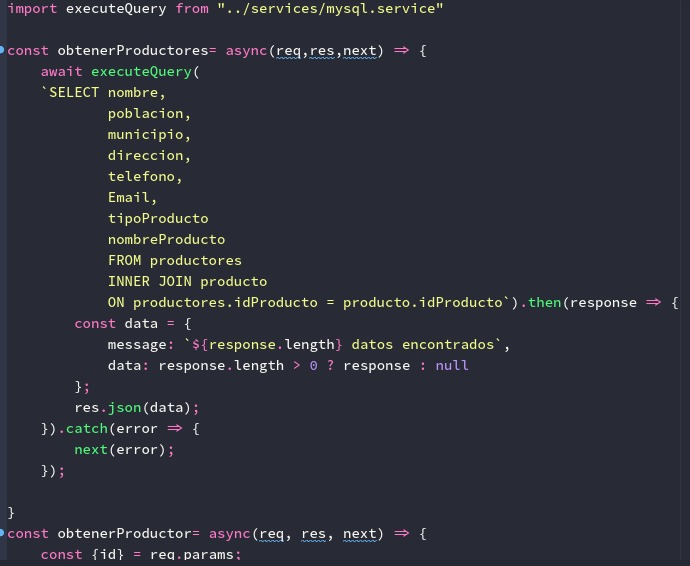 import executeQuery from "../services/mysql.service"
const obtenerProductores= async(req,res,next) => {
await executeQuery(
`SELECT nombre,
poblacion,
municipio,
direccion,
telefono,
Email,
tipoProducto
nombreProducto
FROM productores
INNER JOIN producto
ON productores.idProducto = producto.idProducto`).then(response => {
const data = {
message: `${response.length} datos encontrados`,
data: response.length > 0 ? response : null
};
res.json(data);
}).catch(error => {
next(error);
});
}
const obtenerProductor= async(req, res, next) => {
const {id} = req.params;